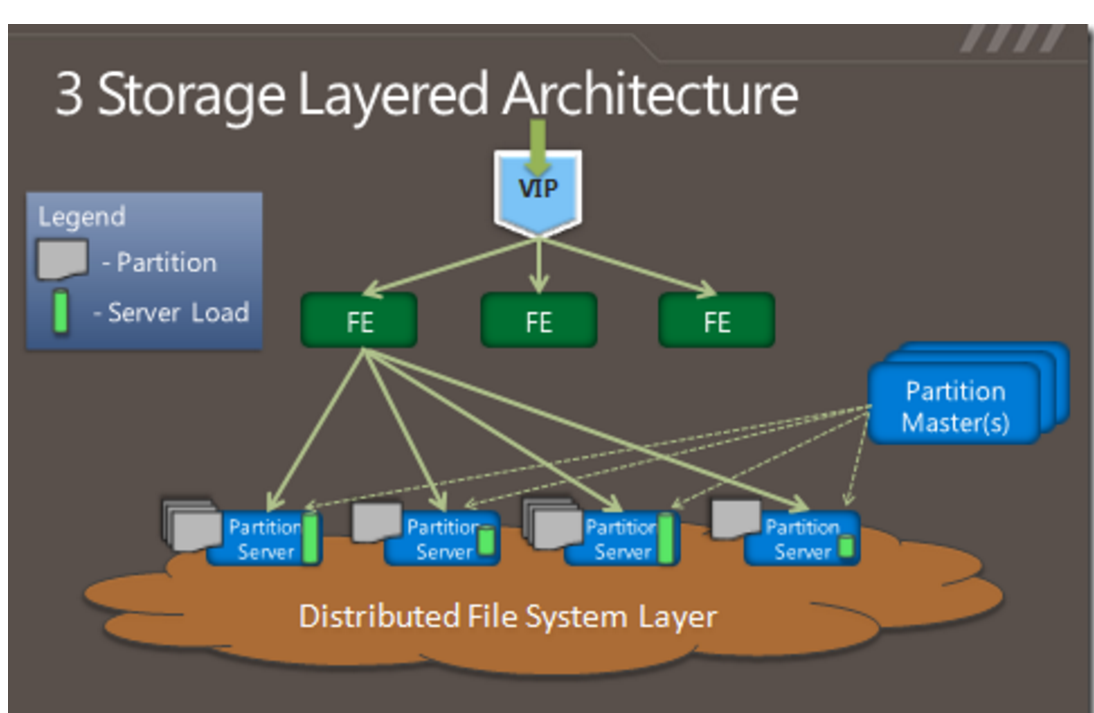 3 Storage Layered Architecture
VIP
Legend
- Partition
- Server Load
FE
FE
FE
Partition
Master(s)
Partition
Server
Partition
Server
Partition
Server
Partition
Server
Distributed File System Layer